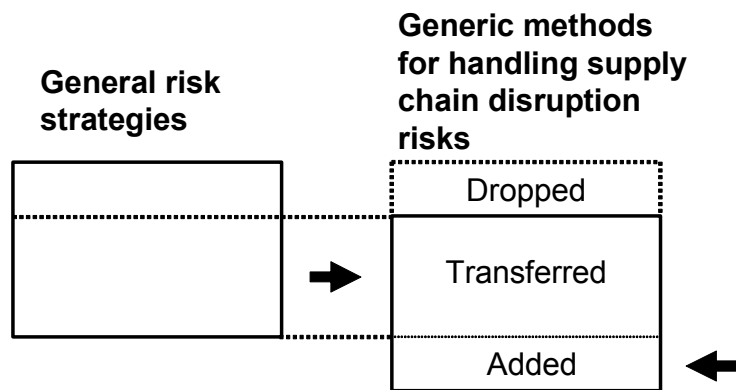 General risk
strategies
Generic methods
for handling supply
chain disruption
risks
Dropped
Transferred
Added